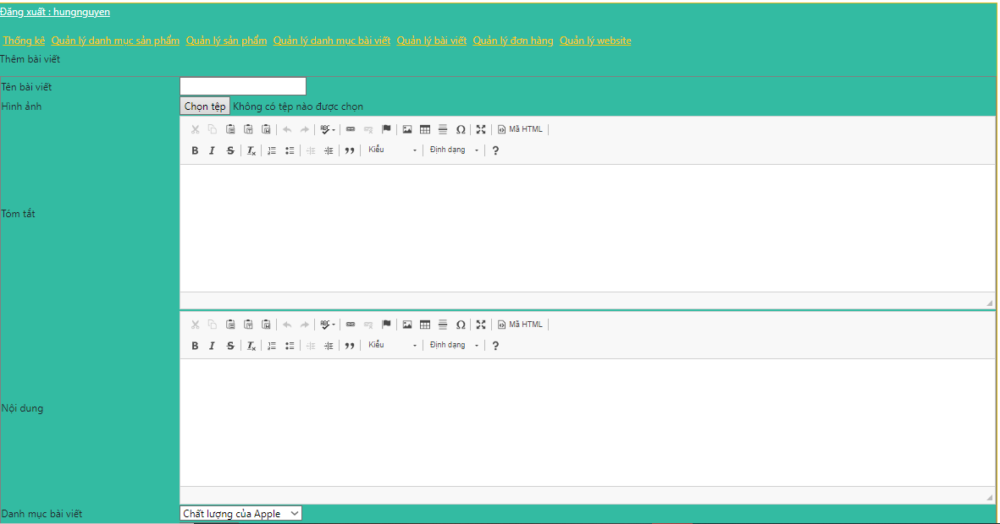 Đăng xuất : hungnguyen
Thống kê Quản lý danh mục sản phẩm Quản lý sản phẩm Quản lý danh mục bài viết Quản lý bài viết Quản lý đơn hàng Quản lý website
Thêm bài viết
Tên bài viết
Hình ảnh Chọn tệp Không có tệp nào được chọn
Mã HTML
B I S Ix Kiểu Định dạng ?
Tóm tắt
Mã HTML
B I S Ix Kiểu Định dạng ?
Nội dung
Danh mục bài viết Chất lượng của Apple